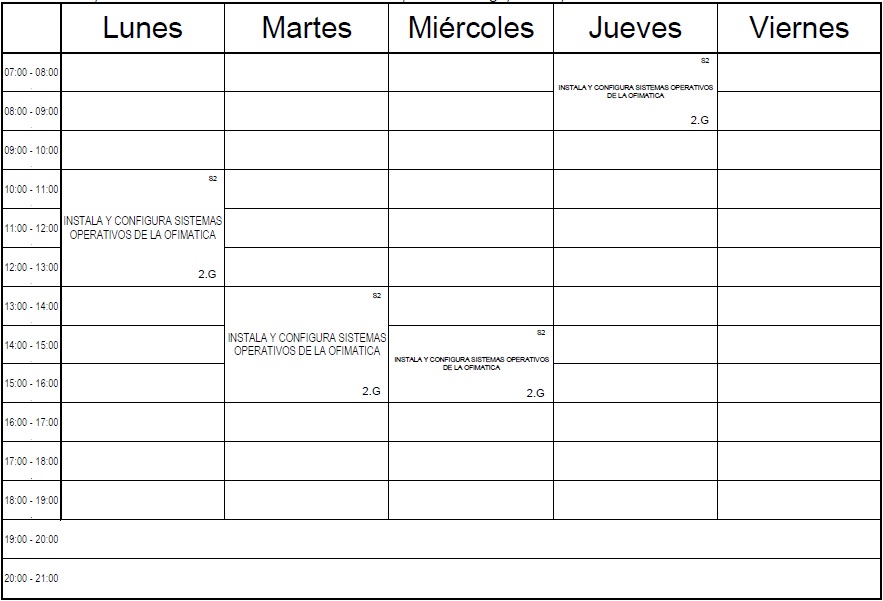 Lunes Martes Miércoles Jueves Viernes
07:00 - 08:00
S2
INSTALA Y CONFIGURA SISTEMAS OPERATIVOS
DE LA OFIMATICA
2.G
08:00 - 09:00
09:00 - 10:00
10:00 - 11:00
S2
INSTALA Y CONFIGURA SISTEMAS
OPERATIVOS DE LA OFIMATICA
2.G
11:00 - 12:00
12:00 - 13:00
13:00 - 14:00
S2
INSTALA Y CONFIGURA SISTEMAS
OPERATIVOS DE LA OFIMATICA
2.G
14:00 - 15:00
S2
INSTALA Y CONFIGURA SISTEMAS OPERATIVOS
DE LA OFIMATICA
2.G
15:00 - 16:00
16:00 - 17:00
17:00 - 18:00
18:00 - 19:00
19:00 - 20:00
20:00 - 21:00